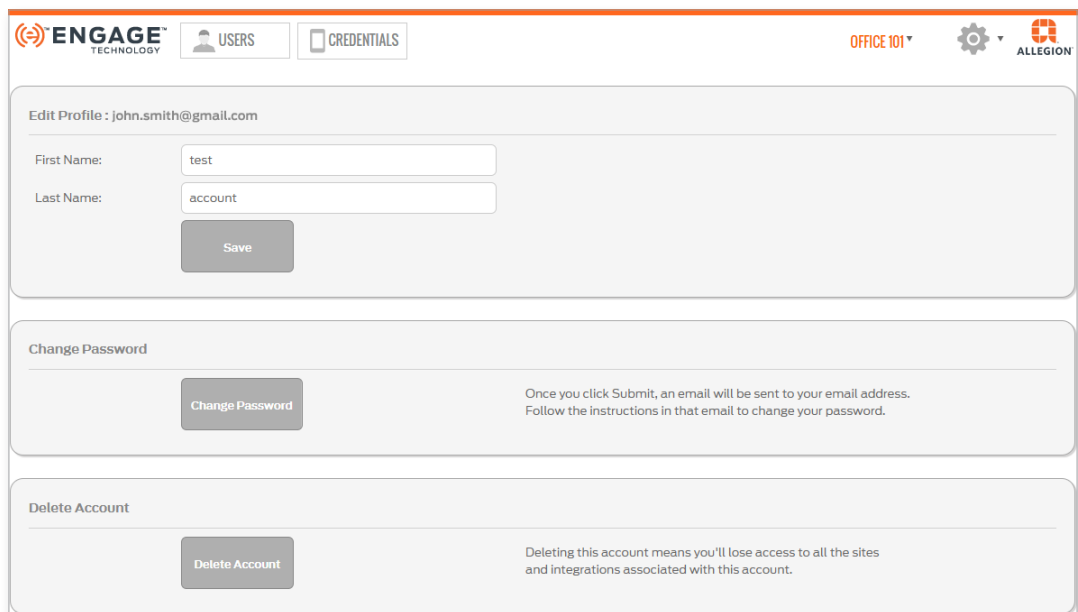 ENGAGE™
TECHNOLOGY
USERS
CREDENTIALS
OFFICE 101
ALLEGION
Edit Profile : john.smith@gmail.com
First Name:
test
Last Name:
account
Save
Change Password
Change Password
Once you click Submit, an email will be sent to your email address.
Follow the instructions in that email to change your password.
Delete Account
Delete Account
Deleting this account means you'll lose access to all the sites
and integrations associated with this account.